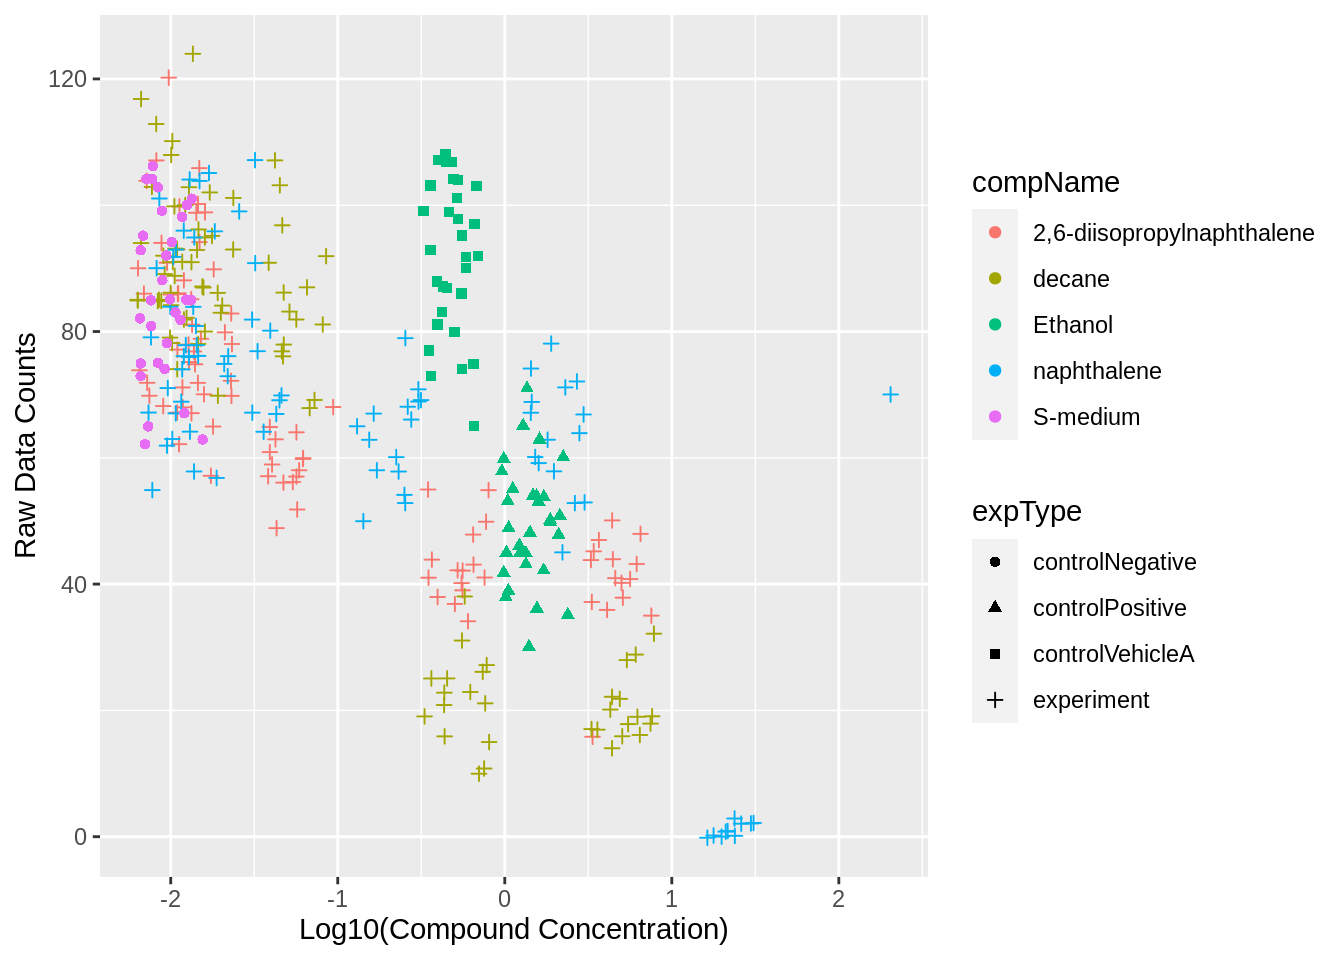 120
80
40
0
-2
-1
0
1
2
Raw Data Counts
Log10(Compound Concentration)
compName
2,6-diisopropylnaphthalene
decane
Ethanol
naphthalene
S-medium
expType
controlNegative
controlPositive
controlVehicleA
experiment